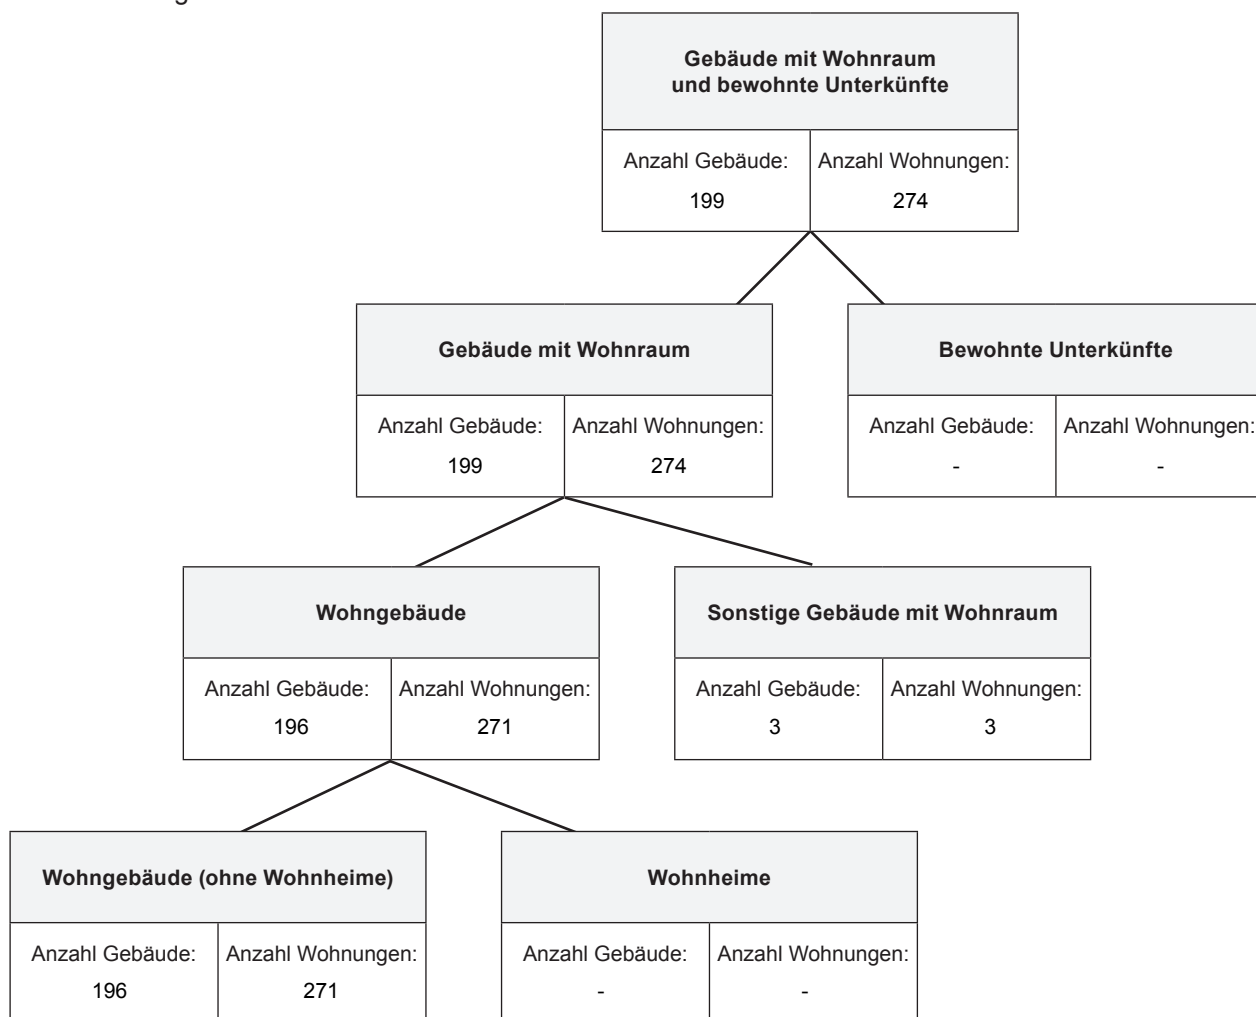 Gebäude mit Wohnraum
und bewohnte Unterkünfte
Anzahl Gebäude: Anzahl Wohnungen:
199 274
Gebäude mit Wohnraum
Anzahl Gebäude: Anzahl Wohnungen:
199 274
Bewohnte Unterkünfte
Anzahl Gebäude: Anzahl Wohnungen:
- -
Wohngebäude
Anzahl Gebäude: Anzahl Wohnungen:
196 271
Sonstige Gebäude mit Wohnraum
Anzahl Gebäude: Anzahl Wohnungen:
3 3
Wohngebäude (ohne Wohnheime)
Anzahl Gebäude: Anzahl Wohnungen:
196 271
Wohnheime
Anzahl Gebäude: Anzahl Wohnungen:
- -